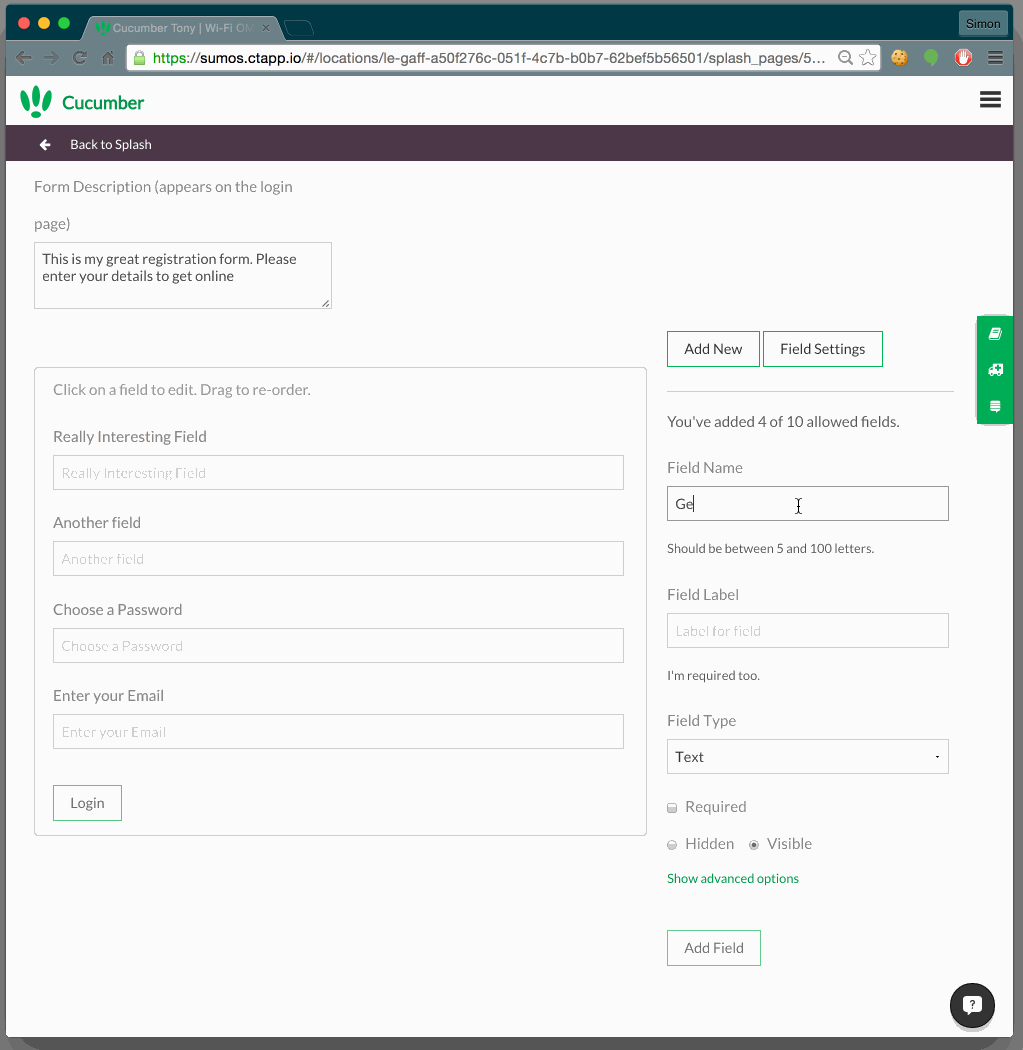 Cucumber Tony | Wi-Fi OM
Simon
https://sumos.ctapp.io/#/locations/le-gaff-a50f276c-051f-4c7b-b0b7-62bef5b56501/splash_pages/5...
Cucumber
Back to Splash
Form Description (appears on the login
page)
This is my great registration form. Please
enter your details to get online
Add New
Field Settings
Click on a field to edit. Drag to re-order.
Really Interesting Field
Really Interesting Field
Another field
Another field
Choose a Password
Choose a Password
Enter your Email
Enter your Email
Login
You've added 4 of 10 allowed fields.
Field Name
Ge
Should be between 5 and 100 letters.
Field Label
Label for field
I'm required too.
Field Type
Text
Required
Hidden
Visible
Show advanced options
Add Field